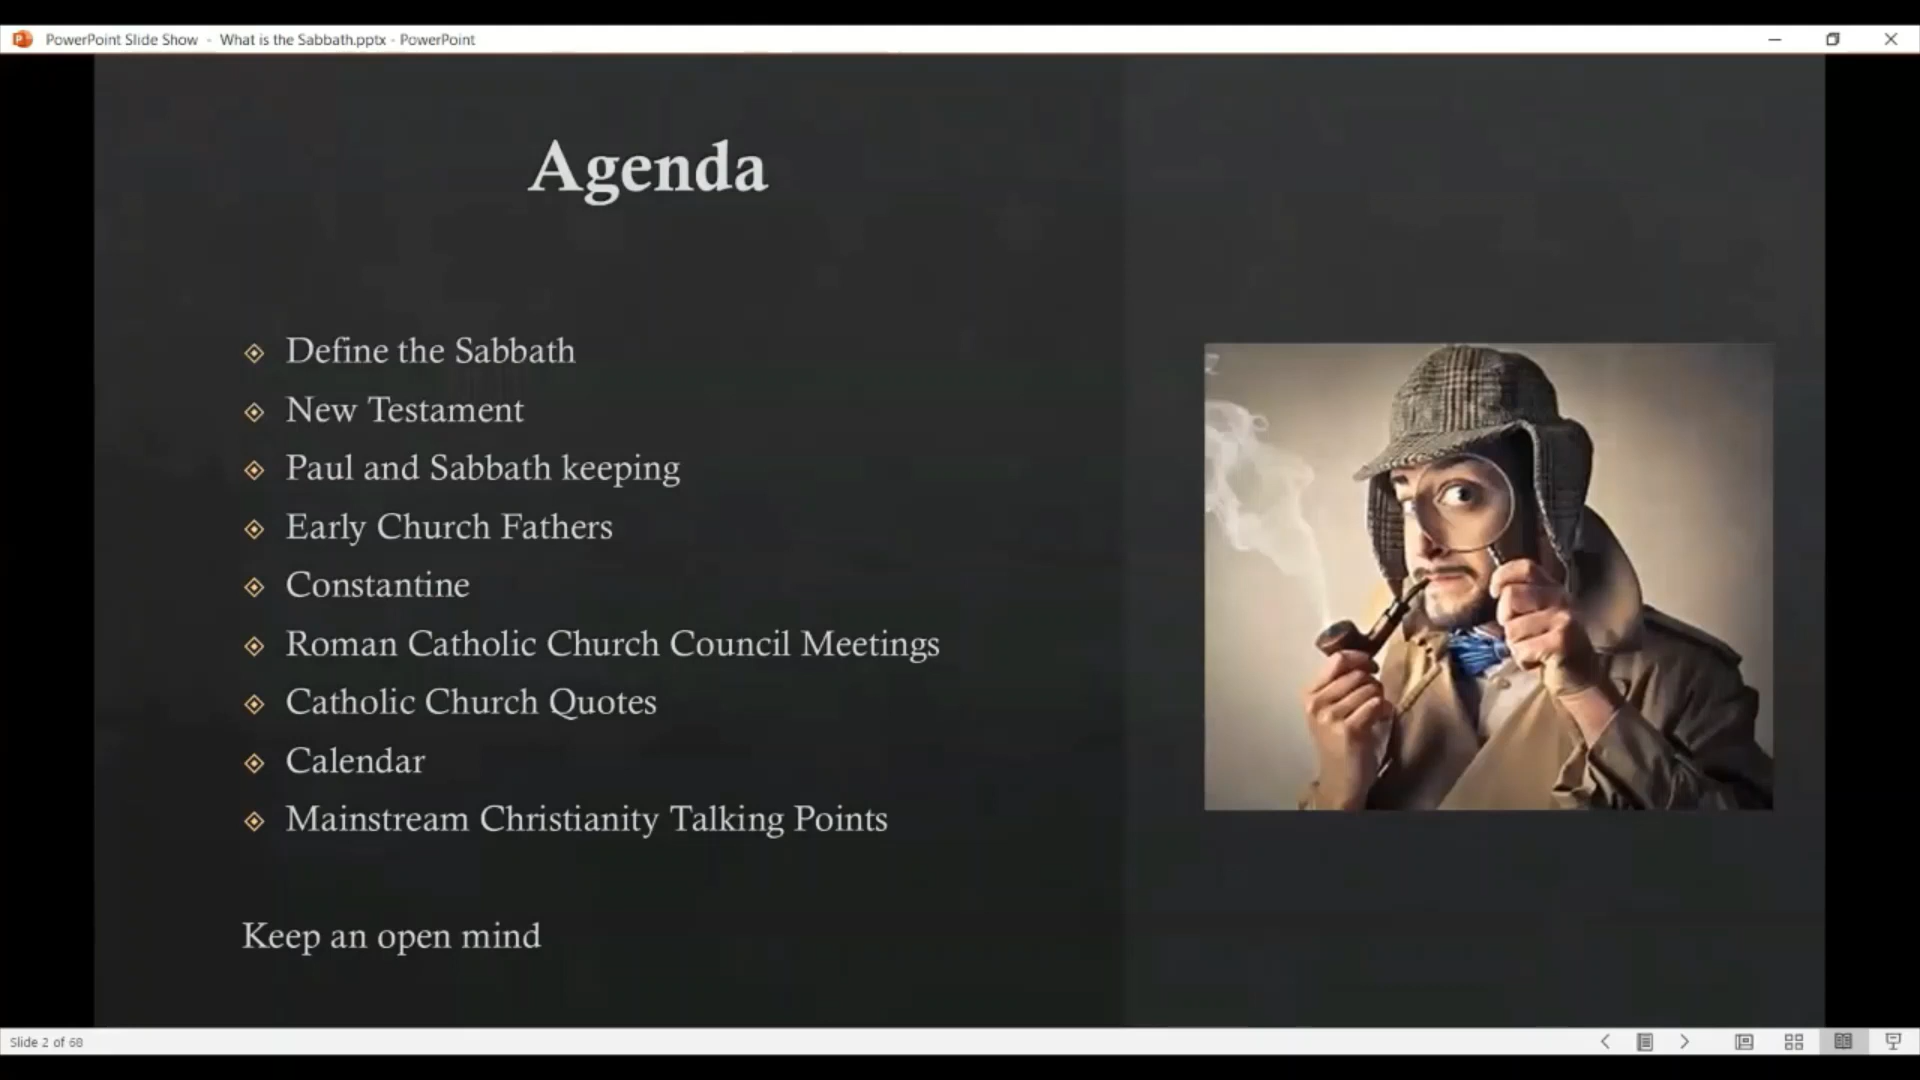 PowerPoint Slide Show - What is the Sabbath.pptx - PowerPoint
Agenda
Define the Sabbath
New Testament
Paul and Sabbath keeping
Early Church Fathers
Constantine
Roman Catholic Church Council Meetings
Catholic Church Quotes
Calendar
Mainstream Christianity Talking Points
Keep an open mind
Slide 2 of 68